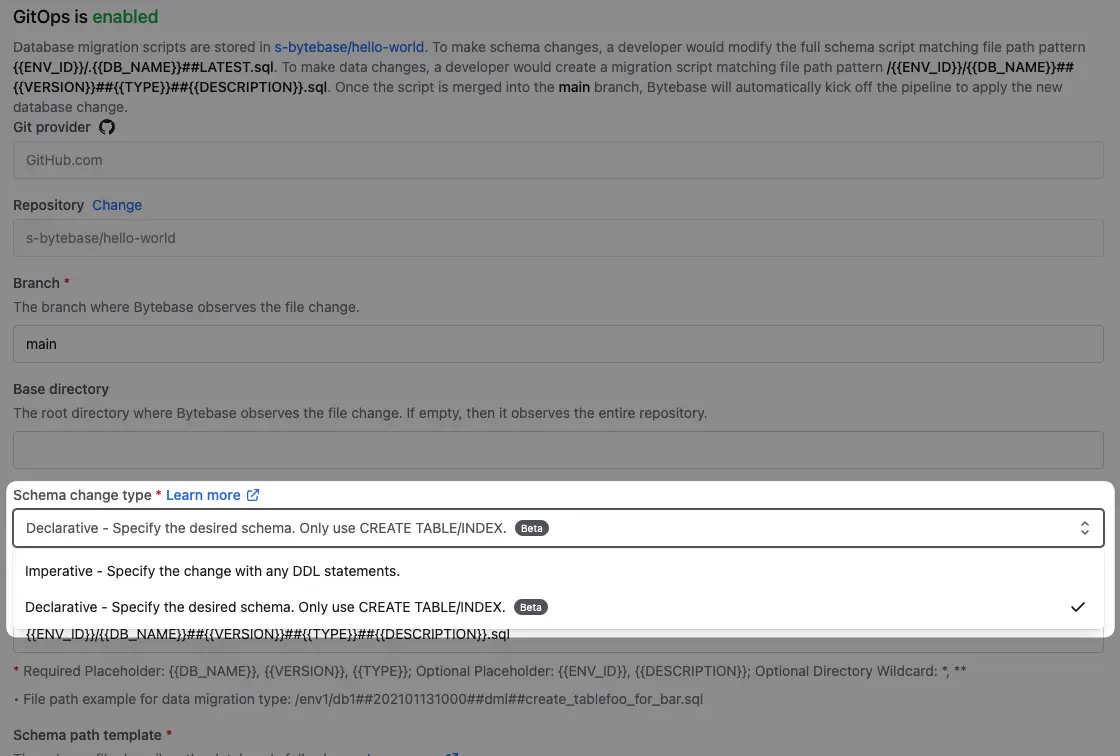 GitOps is enabled
Database migration scripts are stored in s-bytebase/hello-world. To make schema changes, a developer would modify the full schema script matching file path pattern
{{ENV_ID}}/.{{DB_NAME}}##LATEST.sql. To make data changes, a developer would create a migration script matching file path pattern /{{ENV_ID}}/{{DB_NAME}}##
{{VERSION}}##{{TYPE}}##{{DESCRIPTION}}.sql. Once the script is merged into the main branch, Bytebase will automatically kick off the pipeline to apply the new
database change.
Git provider
GitHub.com
Repository Change
s-bytebase/hello-world
Branch *
The branch where Bytebase observes the file change.
main
Base directory
The root directory where Bytebase observes the file change. If empty, then it observes the entire repository.
Schema change type * Learn more
Declarative - Specify the desired schema. Only use CREATE TABLE/INDEX. Beta
Imperative - Specify the change with any DDL statements.
Declarative - Specify the desired schema. Only use CREATE TABLE/INDEX. Beta
{{ENV_ID}}/{{DB_NAME}}##{{VERSION}}##{{TYPE}}##{{DESCRIPTION}}.sql
* Required Placeholder: {{DB_NAME}}, {{VERSION}}, {{TYPE}}; Optional Placeholder: {{ENV_ID}}, {{DESCRIPTION}}; Optional Directory Wildcard: *, **
• File path example for data migration type: /env1/db1##202101131000##dml##create_tablefoo_for_bar.sql
Schema path template *